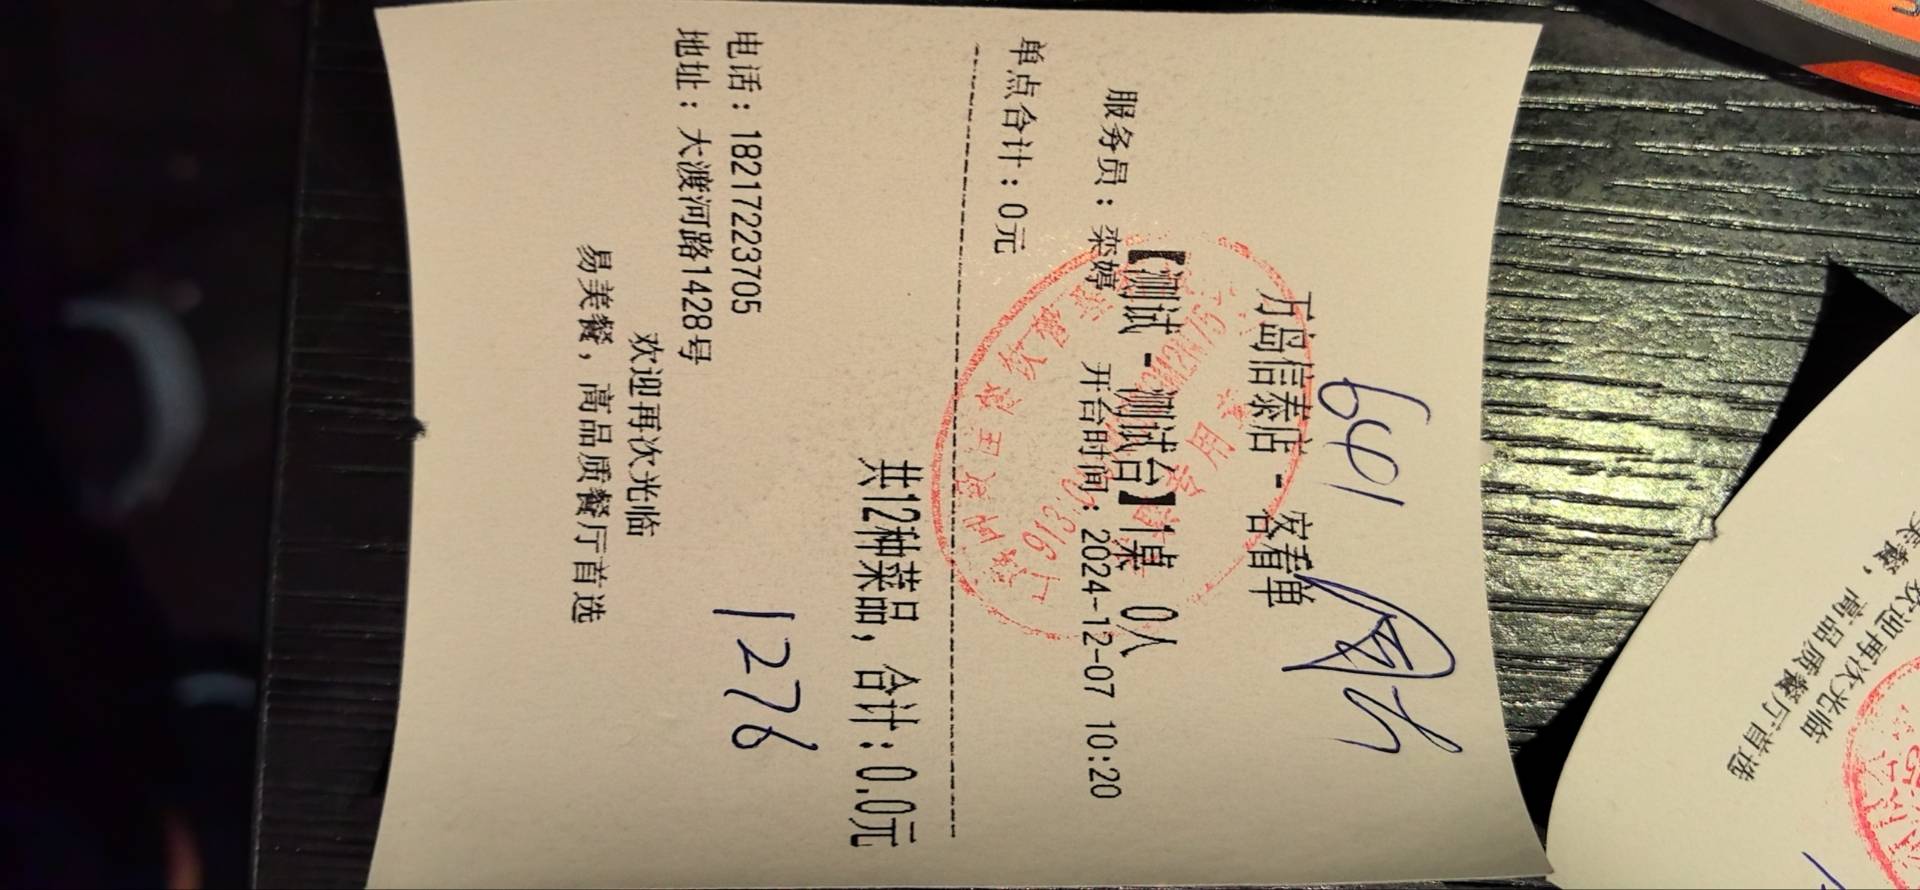 601
万岛信泰店 - 客看单
【测试 - 测试台】1桌 0人
服务员：栾婷 开台时间：2024-12-07 10:20
单点合计：0元
共12种菜品，合计：0.0元
1276
电话：18217223705
地址：大渡河路1428号
欢迎再次光临
易美餐，高品质餐厅首选
欢迎再次光临
美餐，高品质餐厅首选